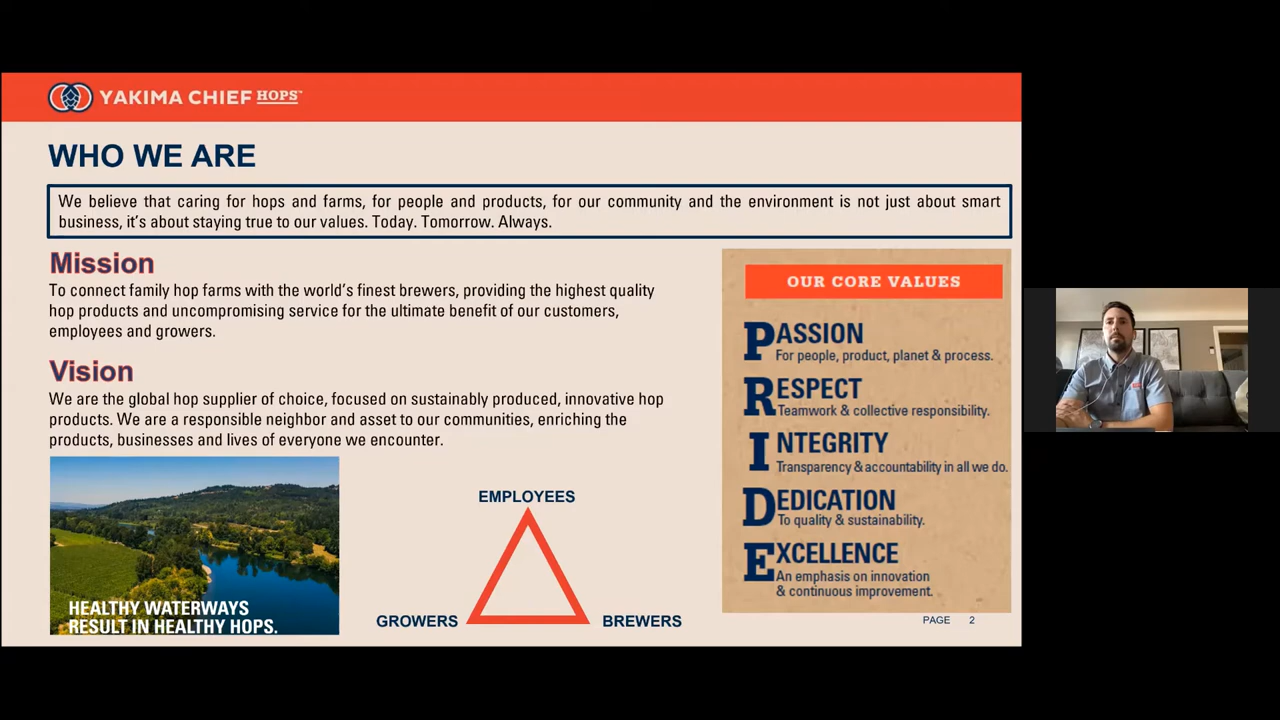 YAKIMA CHIEF HOPS™
WHO WE ARE
We believe that caring for hops and farms, for people and products, for our community and the environment is not just about smart
business, it's about staying true to our values. Today. Tomorrow. Always.
Mission
To connect family hop farms with the world's finest brewers, providing the highest quality
hop products and uncompromising service for the ultimate benefit of our customers,
employees and growers.
Vision
We are the global hop supplier of choice, focused on sustainably produced, innovative hop
products. We are a responsible neighbor and asset to our communities, enriching the
products, businesses and lives of everyone we encounter.
HEALTHY WATERWAYS
RESULT IN HEALTHY HOPS.
EMPLOYEES
GROWERS
BREWERS
OUR CORE VALUES
PASSION
For people, product, planet & process.
RESPECT
Teamwork & collective responsibility.
INTEGRITY
Transparency & accountability in all we do.
DEDICATION
To quality & sustainability.
EXCELLENCE
An emphasis on innovation
& continuous improvement.
PAGE 2